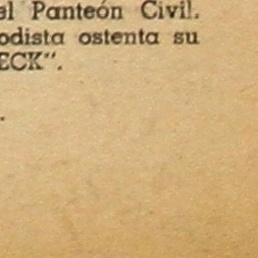 el Panteón Civil.
odista ostenta su
ECK".
.